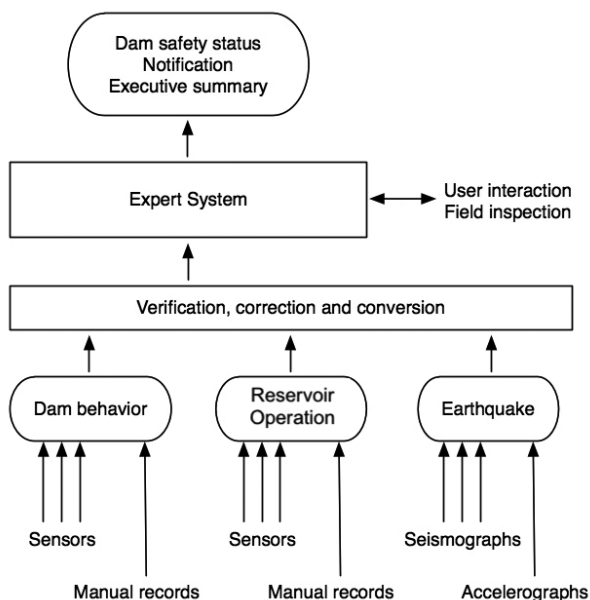 Dam safety status
Notification
Executive summary
Expert System
User interaction
Field inspection
Verification, correction and conversion
Dam behavior
Reservoir
Operation
Earthquake
Sensors
Sensors
Seismographs
Manual records
Manual records
Accelerographs